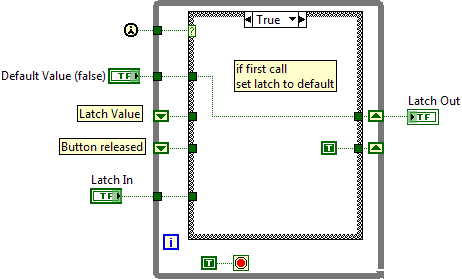 True
?
Default Value (false)
TF
if first call
set latch to default
Latch Value
Latch Out
TF
Button released
T
Latch In
TF
i
T